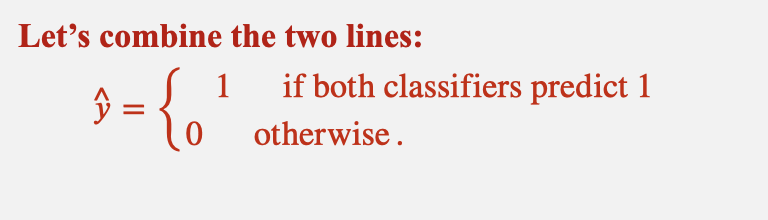 Let's combine the two lines:
ŷ = { 1 if both classifiers predict 1
0 otherwise .